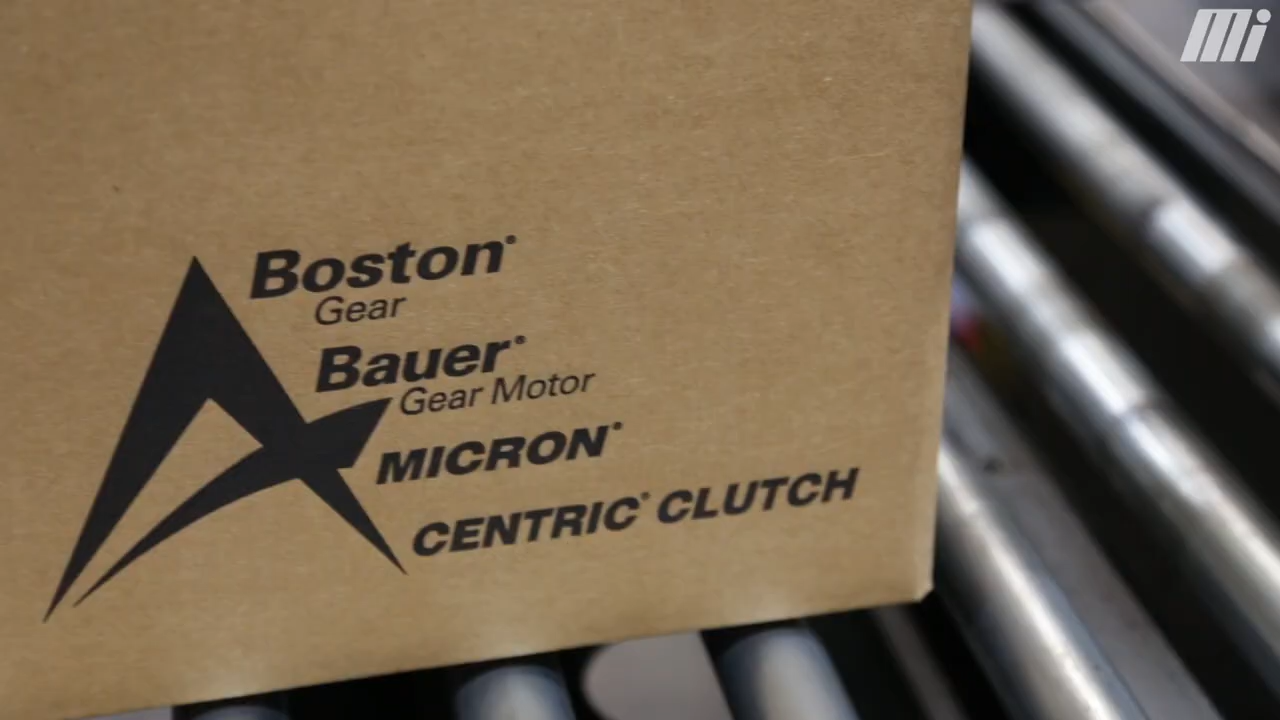 Mi
Boston®
Gear
Bauer®
Gear Motor
MICRON®
CENTRIC® CLUTCH